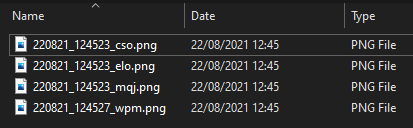 Name Date Type
220821_124523_cso.png 22/08/2021 12:45 PNG File
220821_124523_elo.png 22/08/2021 12:45 PNG File
220821_124523_mqj.png 22/08/2021 12:45 PNG File
220821_124527_wpm.png 22/08/2021 12:45 PNG File